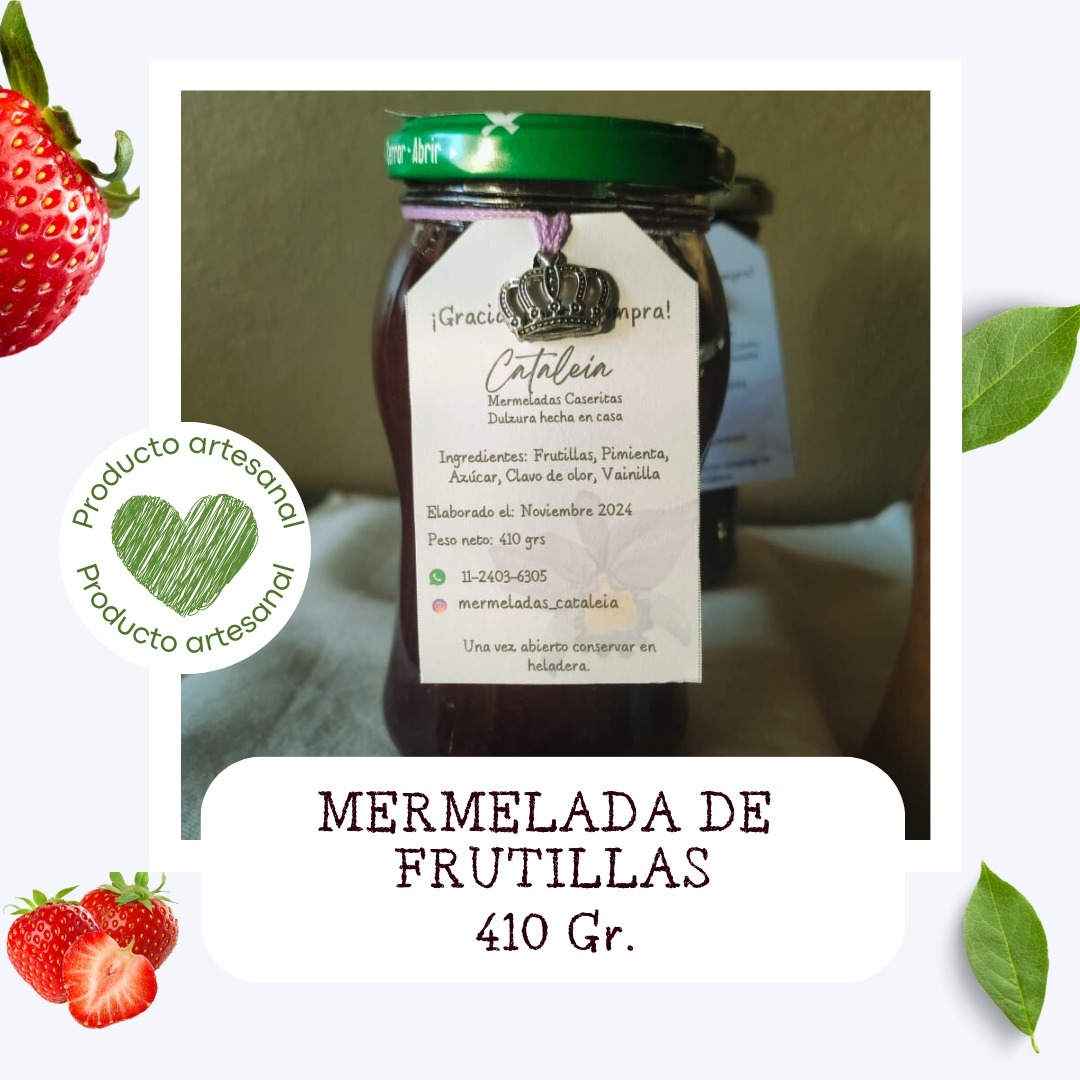 Cerrar • Abrir
¡Gracias mpra!
Cataleia
Mermeladas Caseritas
Dulzura hecha en casa
Ingredientes: Frutillas, Pimienta,
Azúcar, Clavo de olor, Vainilla
Elaborado el: Noviembre 2024
Peso neto: 410 grs
11-2403-6305
mermeladas_cataleia
Una vez abierto conservar en
heladera.
Producto artesanal
Producto artesanal
MERMELADA DE
FRUTILLAS
410 Gr.